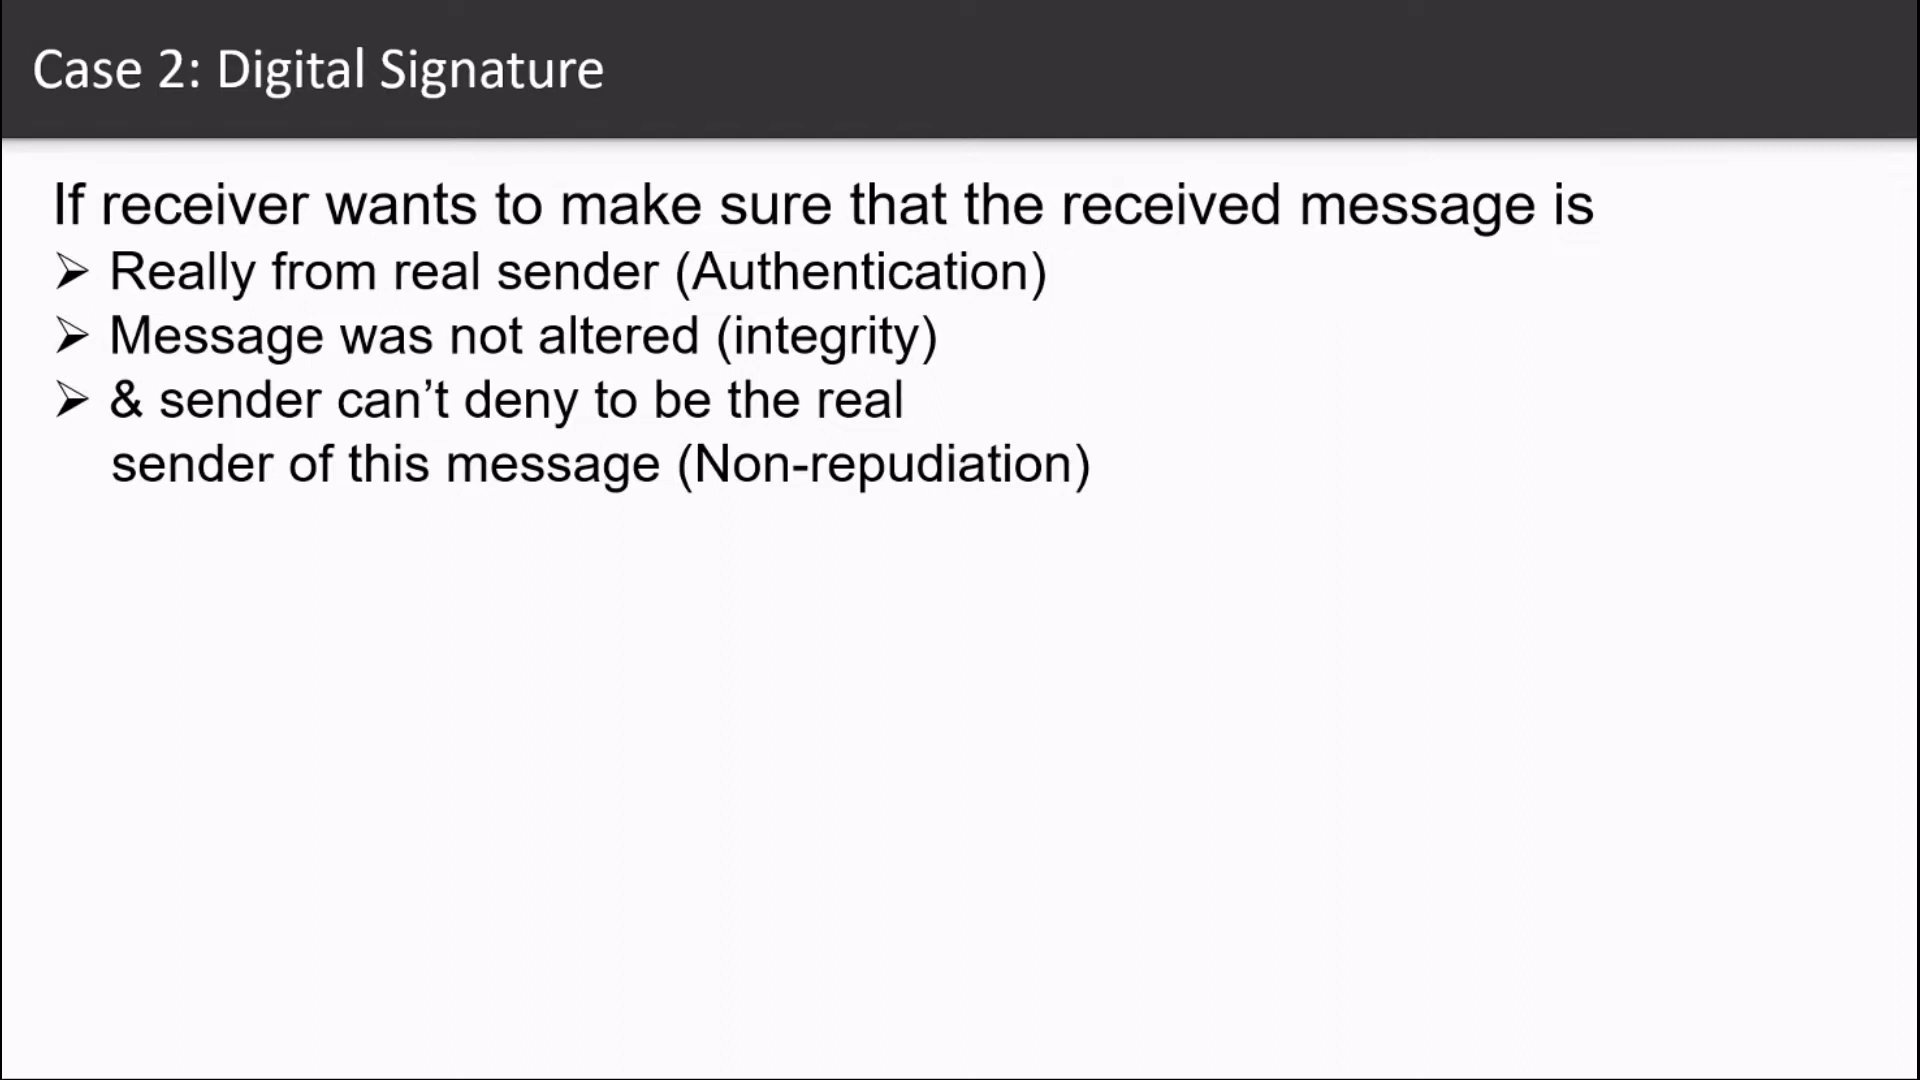 Case 2: Digital Signature
If receiver wants to make sure that the received message is
➢ Really from real sender (Authentication)
➢ Message was not altered (integrity)
➢ & sender can’t deny to be the real
sender of this message (Non-repudiation)